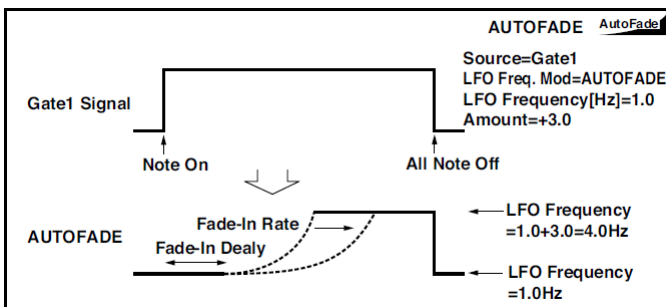 AUTOFADE AutoFade
Source=Gate1
LFO Freq. Mod=AUTOFADE
LFO Frequency[Hz]=1.0
Amount=+3.0
Gate1 Signal
Note On
All Note Off
AUTOFADE
Fade-In Rate
Fade-In Dealy
LFO Frequency
=1.0+3.0=4.0Hz
LFO Frequency
=1.0Hz